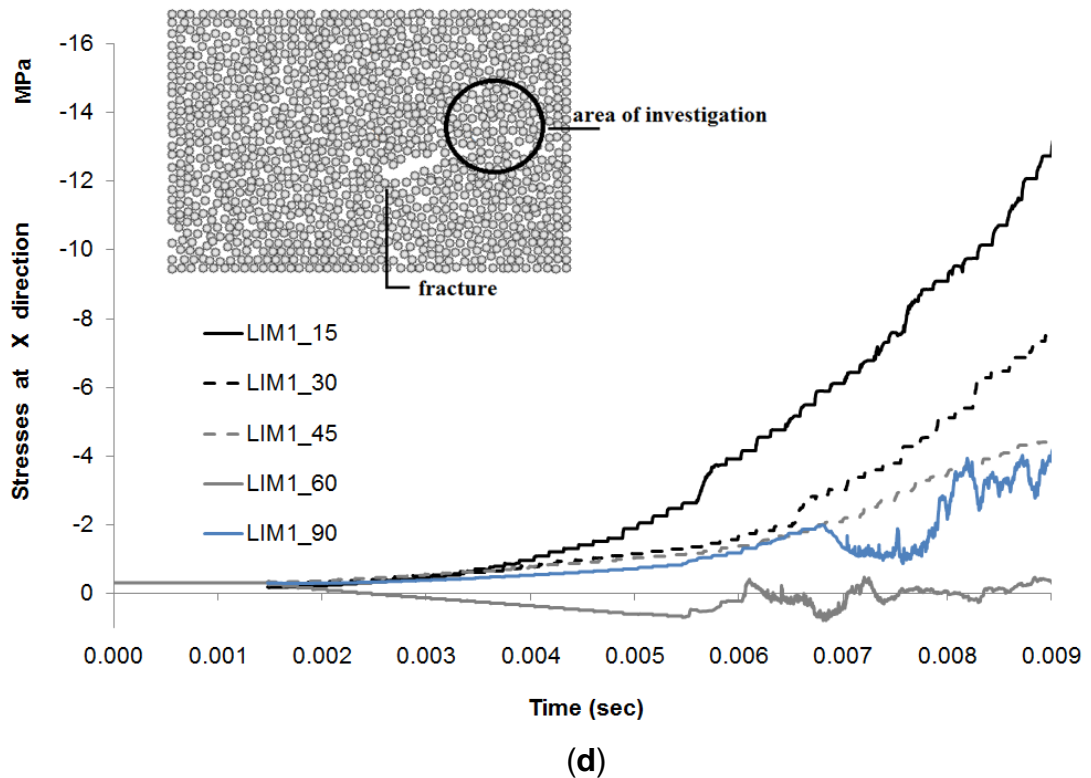 MPa
Stresses at X direction
-16
-14
-12
-10
-8
-6
-4
-2
0
area of investigation
fracture
LIM1_15
LIM1_30
LIM1_45
LIM1_60
LIM1_90
0.000 0.001 0.002 0.003 0.004 0.005 0.006 0.007 0.008 0.009
Time (sec)
(d)